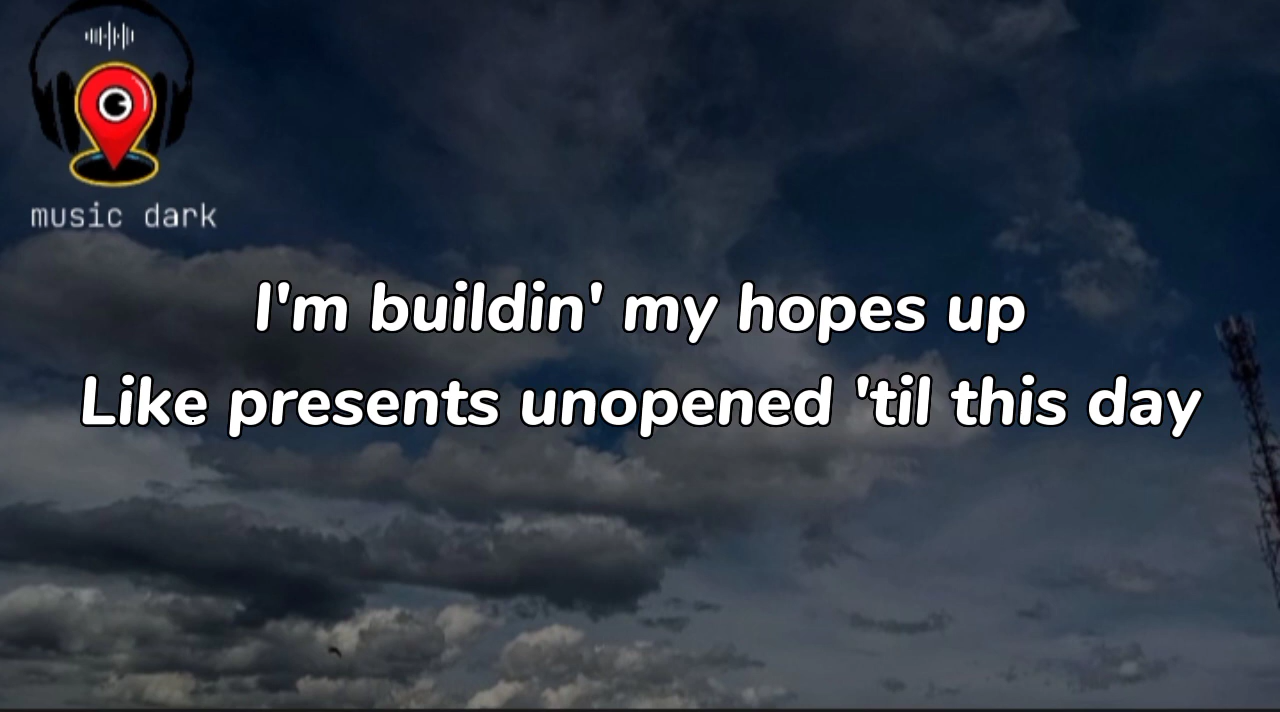 music dark
I'm buildin' my hopes up
Like presents unopened 'til this day